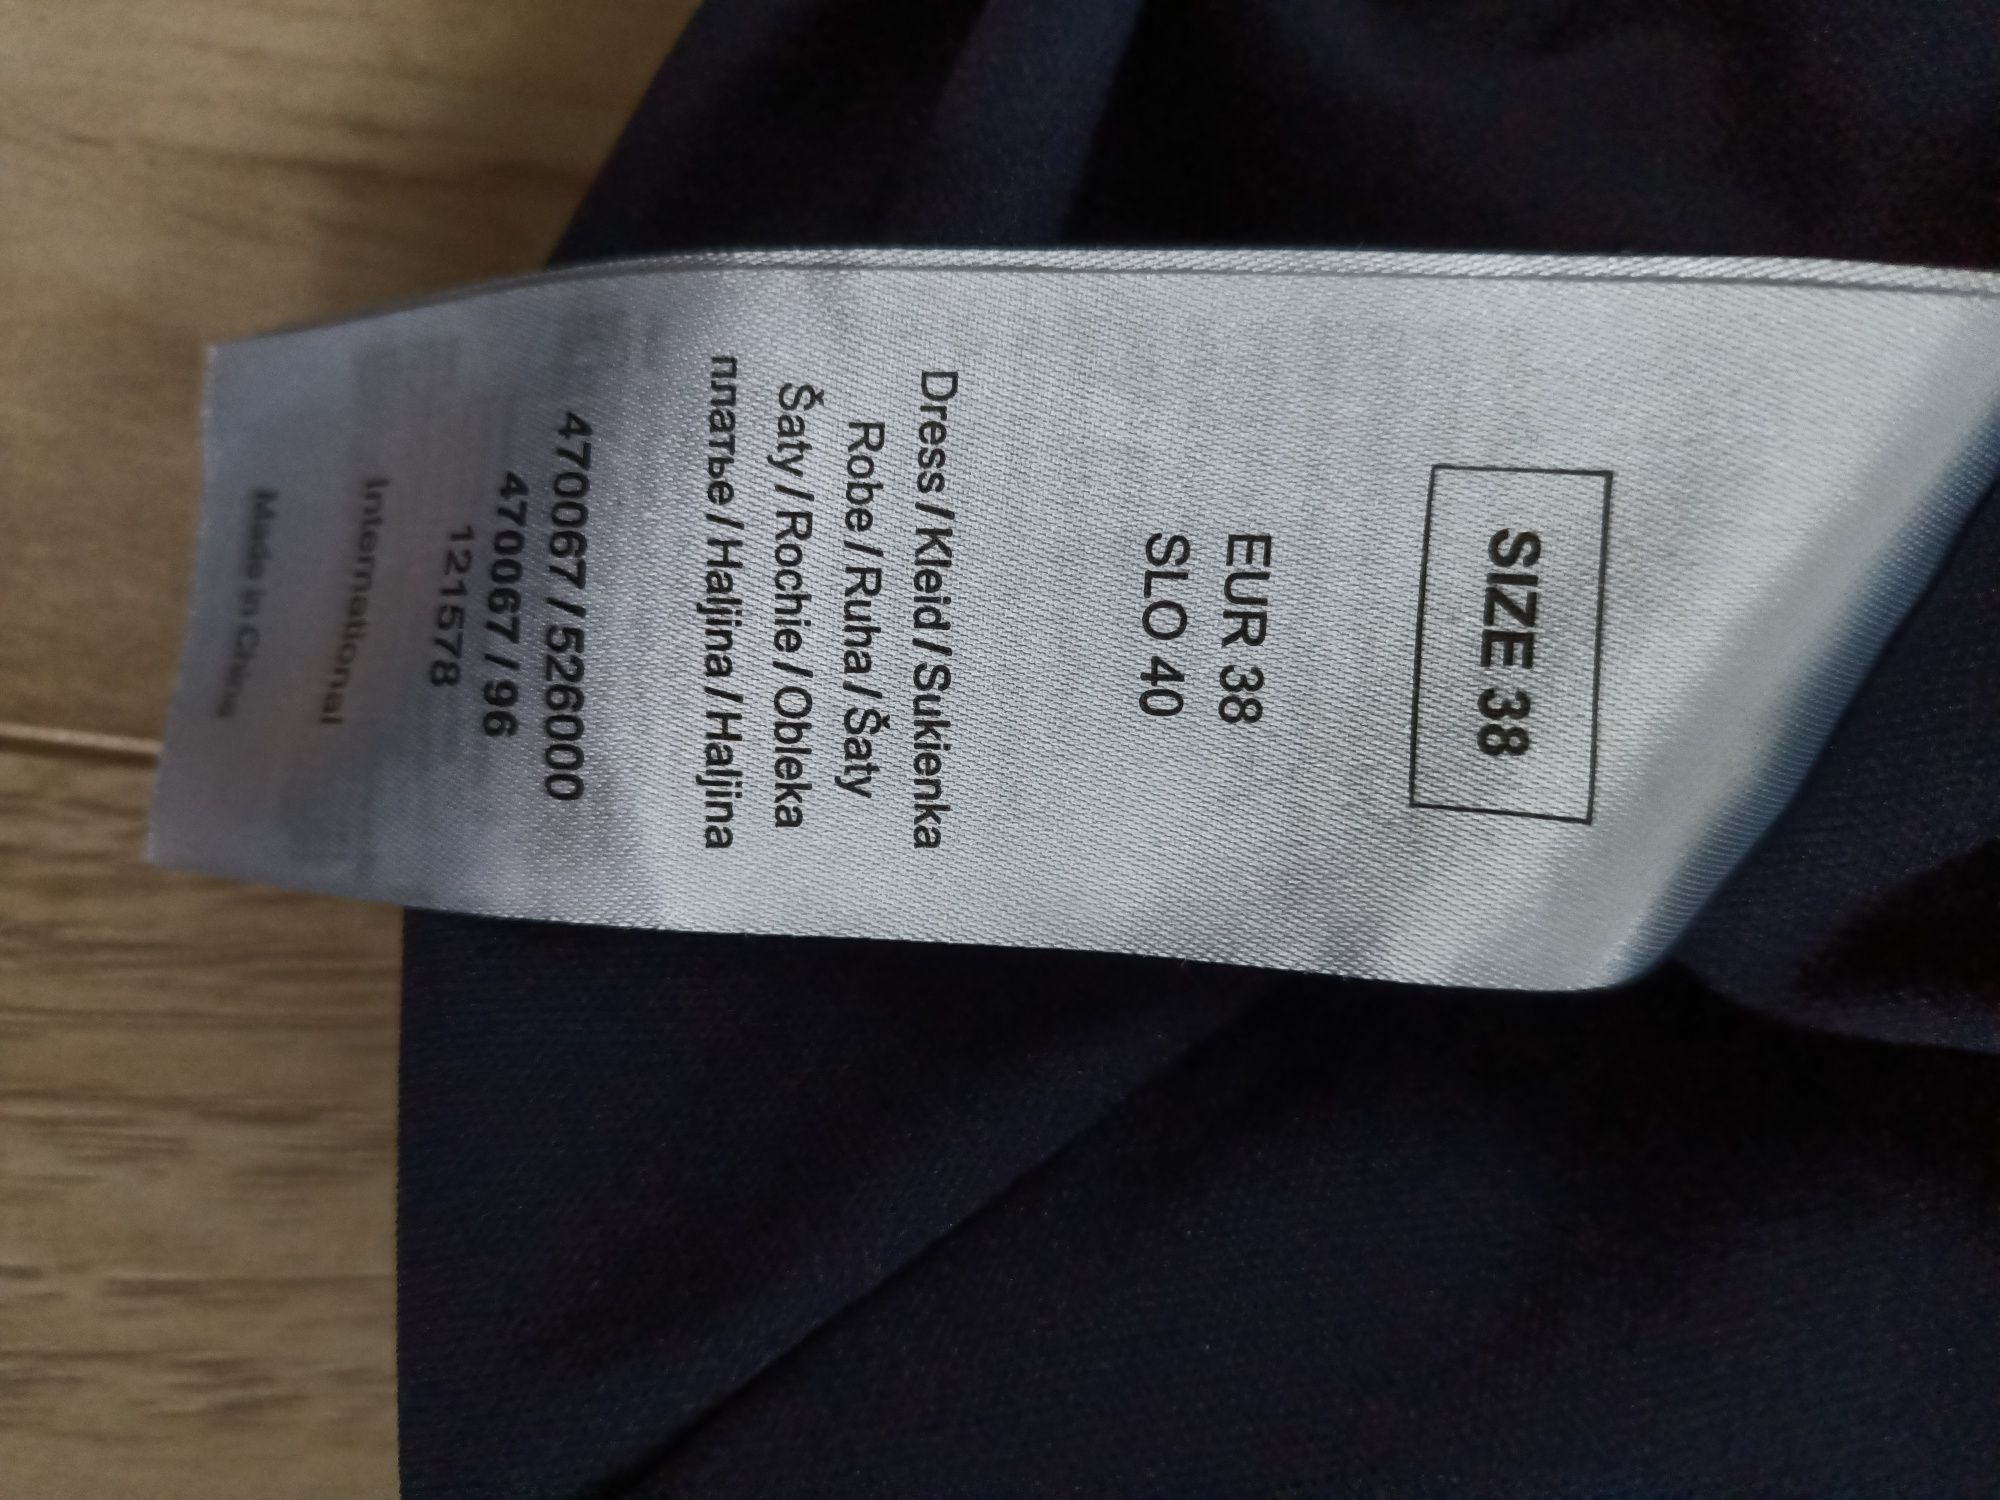 SIZE 38
EUR 38
SLO 40
Dress / Kleid / Sukienka
Robe / Ruha / Šaty
Šaty / Rochie / Obleka
платье / Haljina / Haljina
470067 / 526000
470067 / 96
121578
International
Made in China